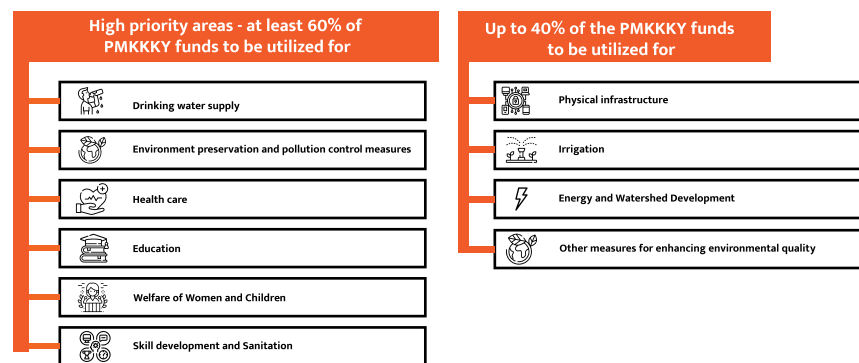 High priority areas - at least 60% of
PMKKKY funds to be utilized for
Drinking water supply
Environment preservation and pollution control measures
Health care
Education
Welfare of Women and Children
Skill development and Sanitation
Up to 40% of the PMKKKY funds
to be utilized for
Physical infrastructure
Irrigation
Energy and Watershed Development
Other measures for enhancing environmental quality